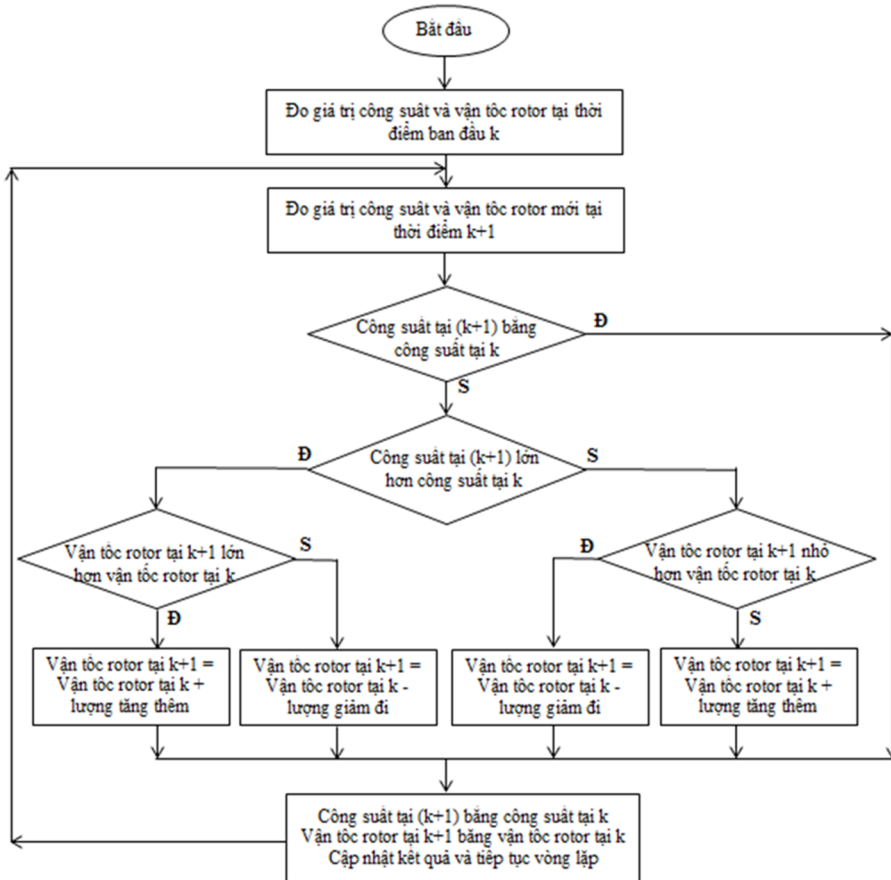 Bắt đầu
Đo giá trị công suất và vận tốc rotor tại thời
điểm ban đầu k
Đo giá trị công suất và vận tốc rotor mới tại
thời điểm k+1
Công suất tại (k+1) bằng
công suất tại k
Đ
S
Công suất tại (k+1) lớn
hơn công suất tại k
Đ
S
Vận tốc rotor tại k+1 lớn
hơn vận tốc rotor tại k
S
Đ
Vận tốc rotor tại k+1 nhỏ
hơn vận tốc rotor tại k
Đ
S
Vận tốc rotor tại k+1 =
Vận tốc rotor tại k +
lượng tăng thêm
Vận tốc rotor tại k+1 =
Vận tốc rotor tại k -
lượng giảm đi
Vận tốc rotor tại k+1 =
Vận tốc rotor tại k -
lượng giảm đi
Vận tốc rotor tại k+1 =
Vận tốc rotor tại k +
lượng tăng thêm
Công suất tại (k+1) bằng công suất tại k
Vận tốc rotor tại k+1 bằng vận tốc rotor tại k
Cập nhật kết quả và tiếp tục vòng lặp